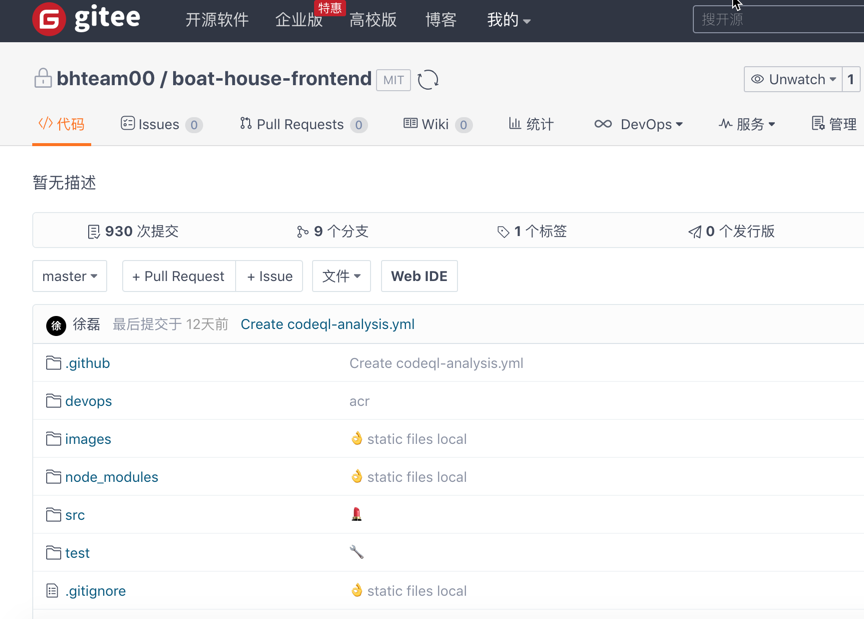 gitee 开源软件 企业版 特惠 高校版 博客 我的 搜开源
bhteam00 / boat-house-frontend MIT Unwatch 1
代码 Issues 0 Pull Requests 0 Wiki 0 统计 DevOps 服务 管理
暂无描述
930 次提交 9 个分支 1 个标签 0 个发行版
master + Pull Request + Issue 文件 Web IDE
徐 徐磊 最后提交于 12天前 Create codeql-analysis.yml
.github Create codeql-analysis.yml
devops acr
images 👌 static files local
node_modules 👌 static files local
src 💄
test 🔧
.gitignore 👌 static files local